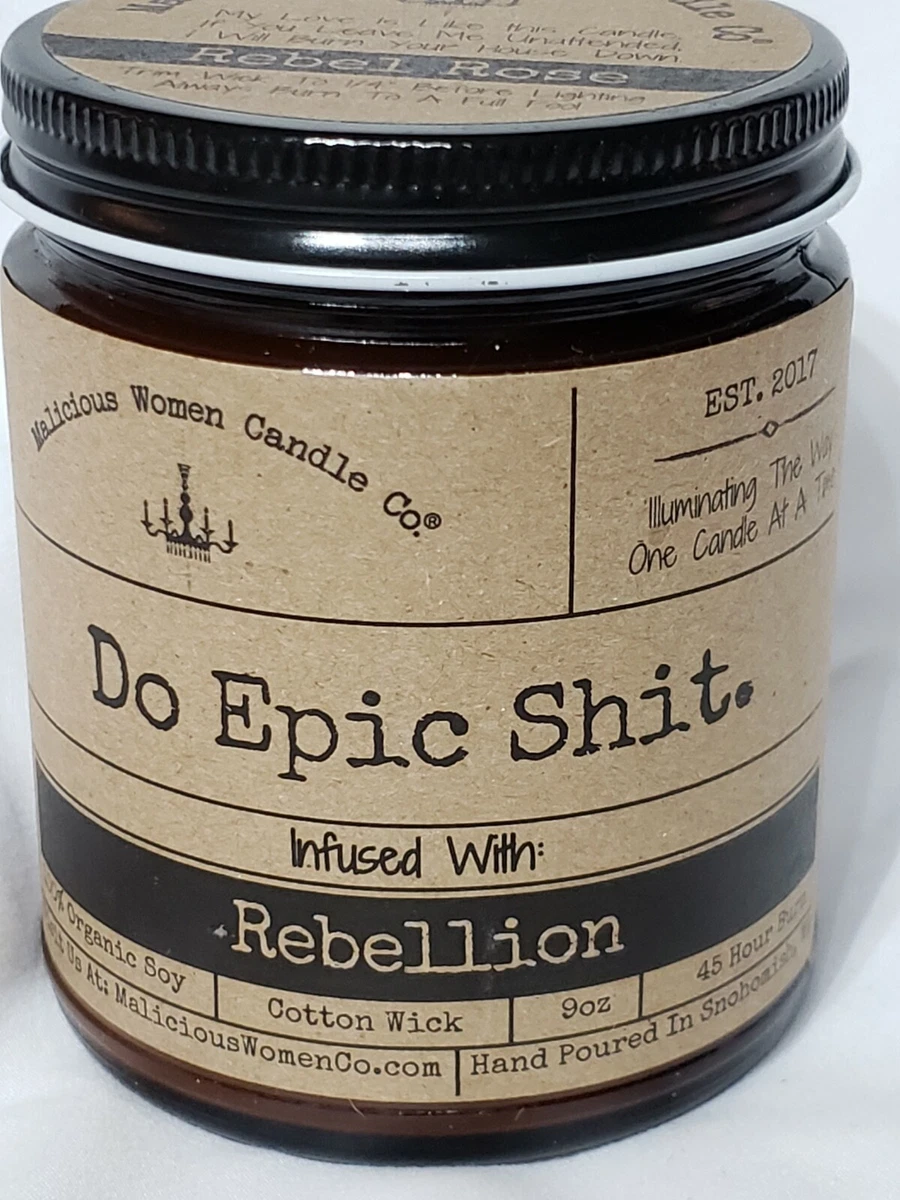 My Love is Like this Candle,
If You Leave Me Unattended,
I Will Burn Your House Down.
Rebel Rose
Trim Wick To 1/4 Before Lighting
Always Burn To A Full Pool
Malicious Women Candle Co.®
EST. 2017
Illuminating The Way
One Candle At A Time
Do Epic Shit.
Infused With:
Rebellion
Organic Soy
Cotton Wick
9oz
45 Hour Burn
Us At: MaliciousWomenCo.com
Hand Poured In Snohomish,